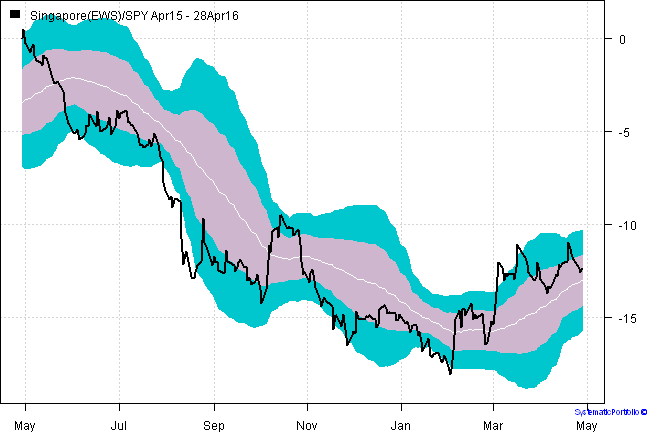 Singapore(EWS)/SPY Apr15 - 28Apr16
0
-5
-10
-15
May Jul Sep Nov Jan Mar May
SystematicPortfolio ©